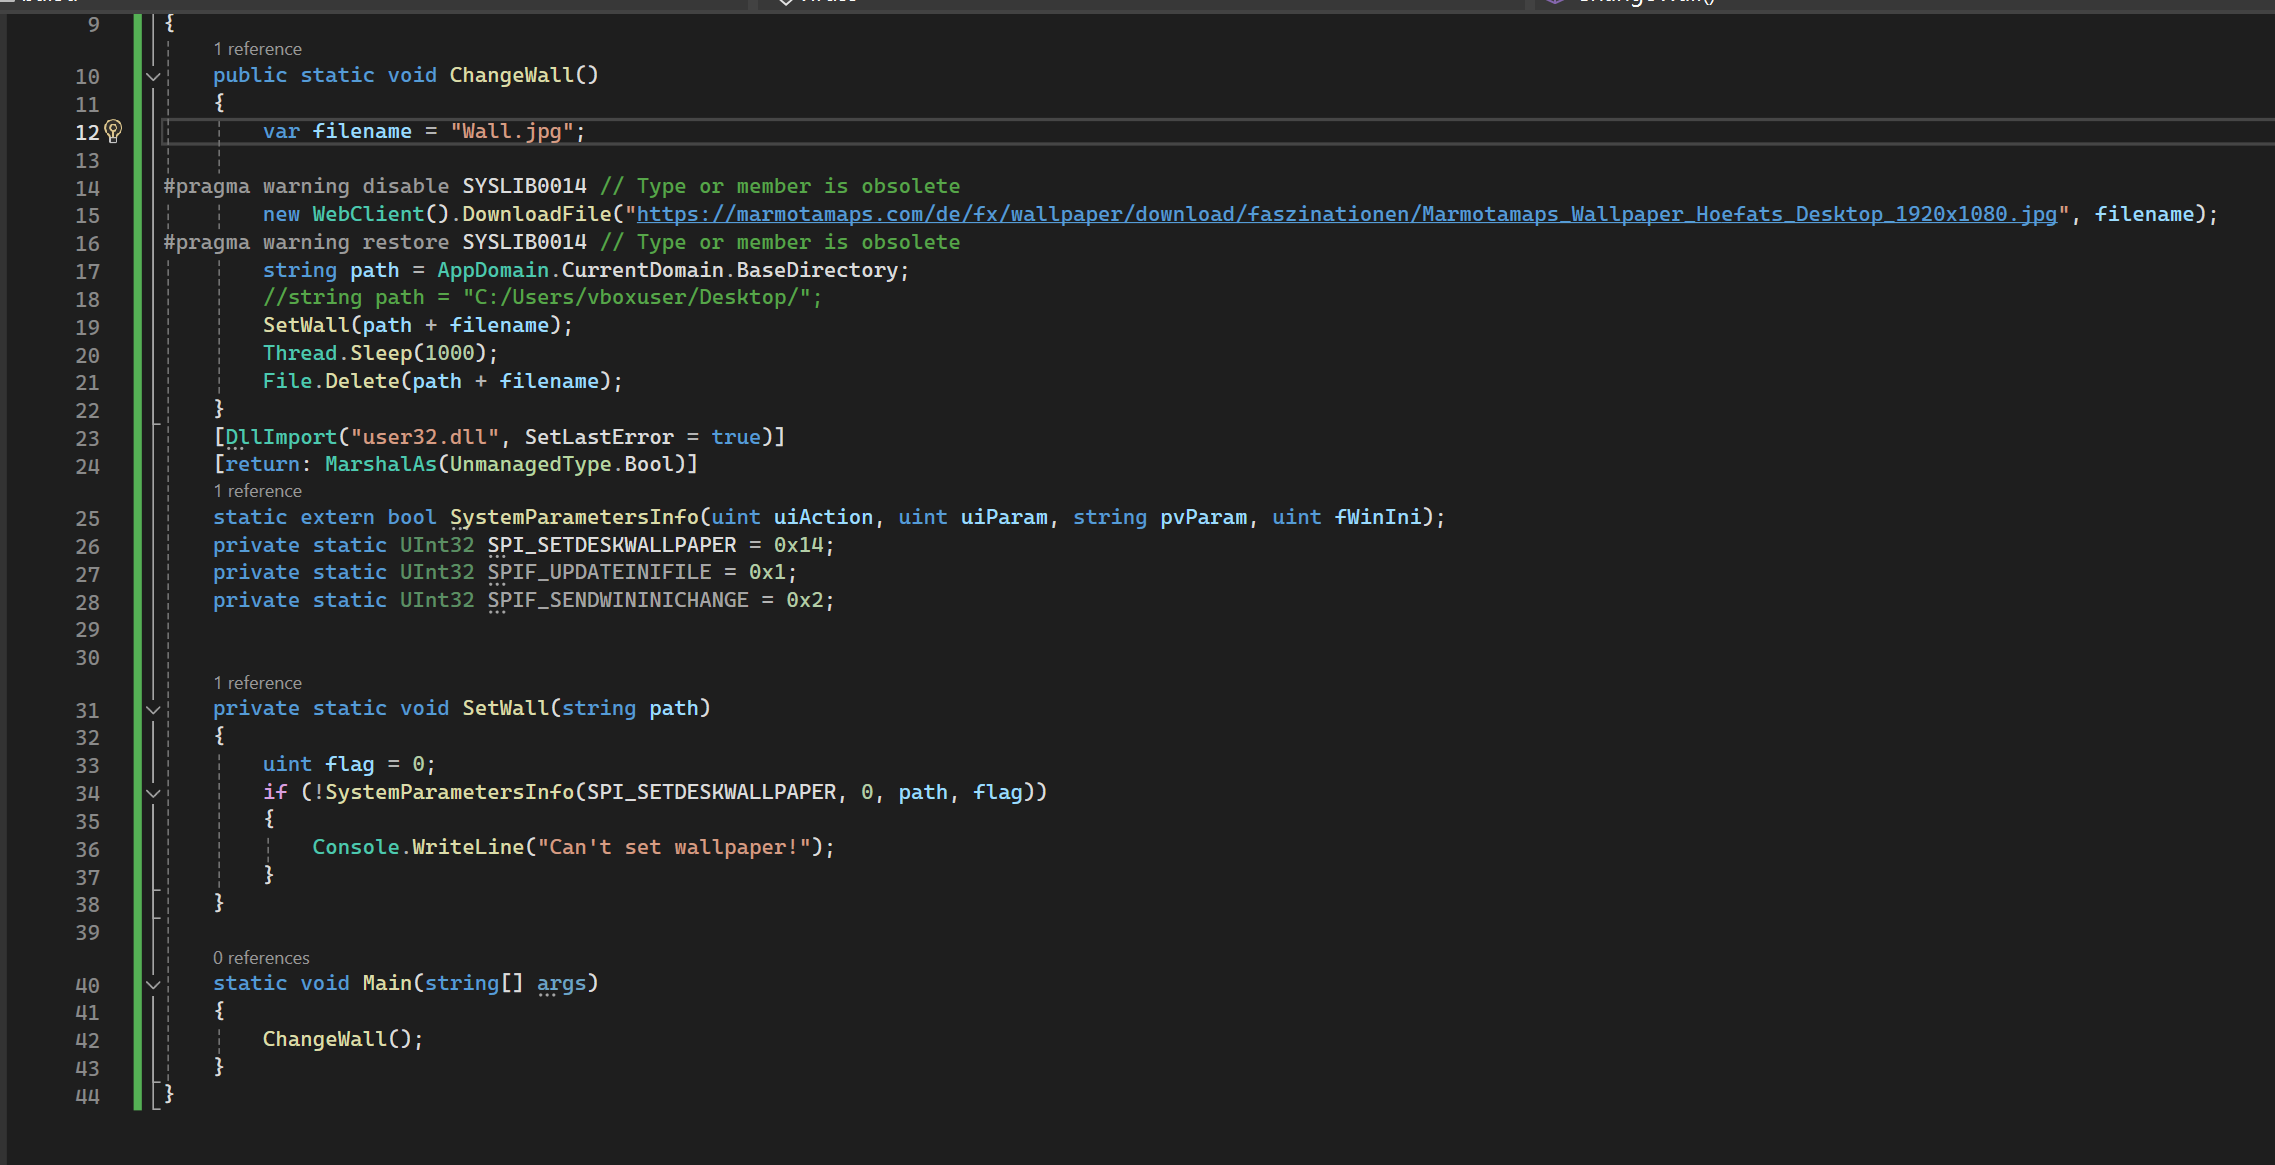 9 {
1 reference
10 public static void ChangeWall()
11 {
12 var filename = "Wall.jpg";
13
14 #pragma warning disable SYSLIB0014 // Type or member is obsolete
15 new WebClient().DownloadFile("https://marmotamaps.com/de/fx/wallpaper/download/faszinationen/Marmotamaps_Wallpaper_Hoefats_Desktop_1920x1080.jpg", filename);
16 #pragma warning restore SYSLIB0014 // Type or member is obsolete
17 string path = AppDomain.CurrentDomain.BaseDirectory;
18 //string path = "C:/Users/vboxuser/Desktop/";
19 SetWall(path + filename);
20 Thread.Sleep(1000);
21 File.Delete(path + filename);
22 }
23 [DllImport("user32.dll", SetLastError = true)]
24 [return: MarshalAs(UnmanagedType.Bool)]
1 reference
25 static extern bool SystemParametersInfo(uint uiAction, uint uiParam, string pvParam, uint fWinIni);
26 private static UInt32 SPI_SETDESKWALLPAPER = 0x14;
27 private static UInt32 SPIF_UPDATEINIFILE = 0x1;
28 private static UInt32 SPIF_SENDWININICHANGE = 0x2;
29
30
1 reference
31 private static void SetWall(string path)
32 {
33 uint flag = 0;
34 if (!SystemParametersInfo(SPI_SETDESKWALLPAPER, 0, path, flag))
35 {
36 Console.WriteLine("Can't set wallpaper!");
37 }
38 }
39
0 references
40 static void Main(string[] args)
41 {
42 ChangeWall();
43 }
44 }